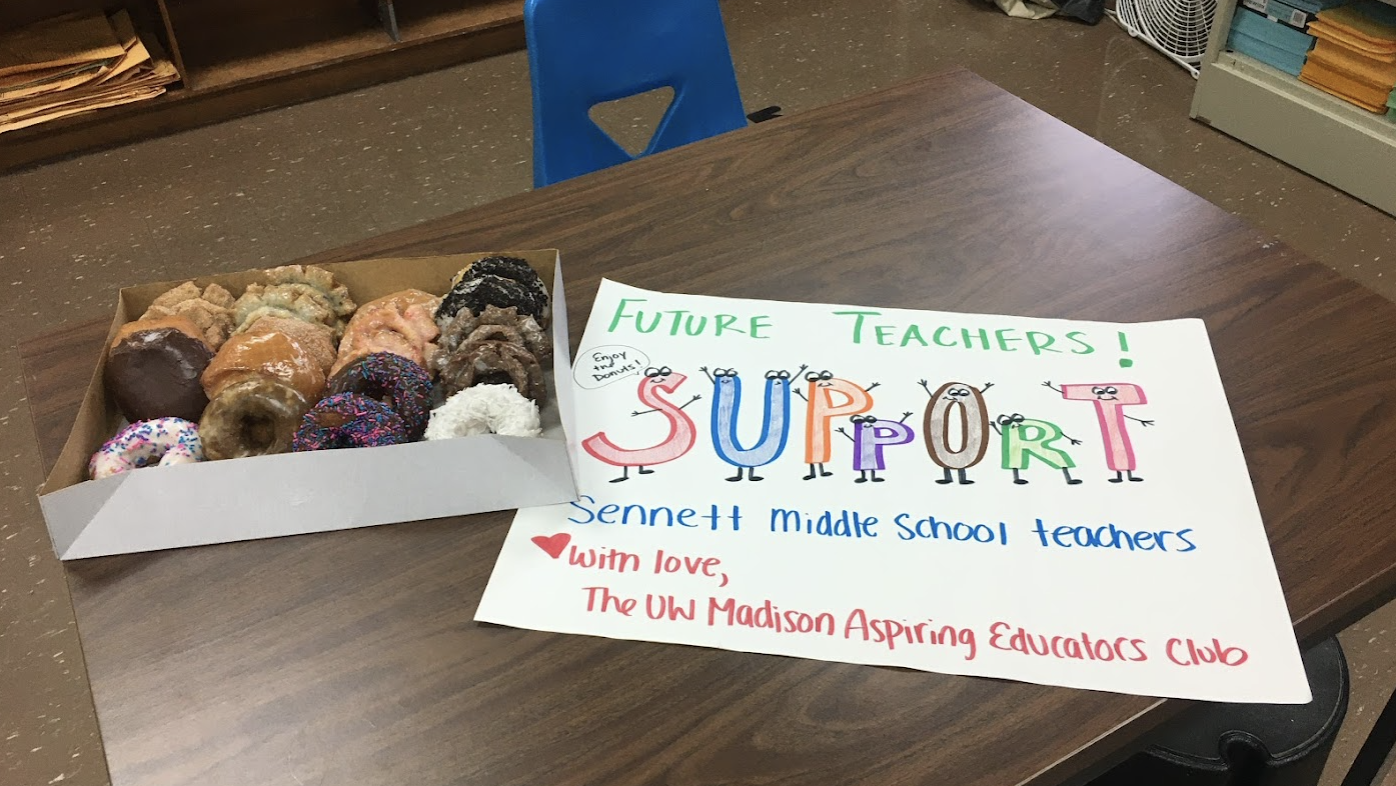 FUTURE TEACHERS!
Enjoy
the
Donuts!
SUPPORT
Sennett Middle School teachers
With love,
The UW Madison Aspiring Educators Club